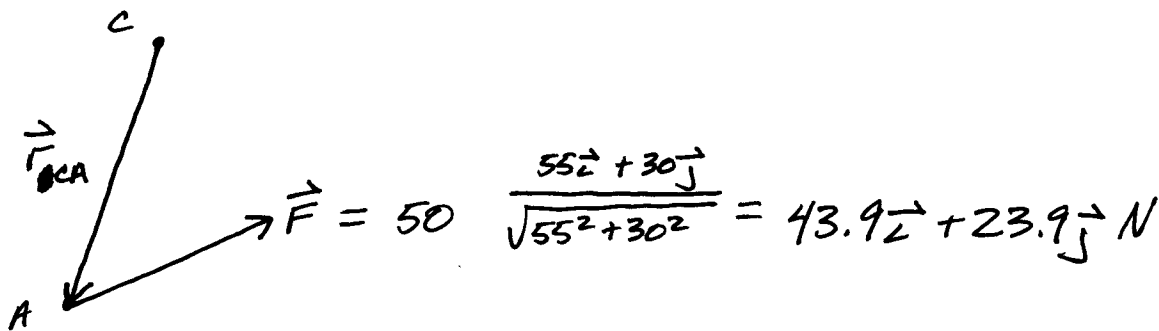 C
r⃗CA
F⃗ = 50 (55i⃗ + 30j⃗)/√(55²+30²) = 43.9i⃗ + 23.9j⃗ N
A